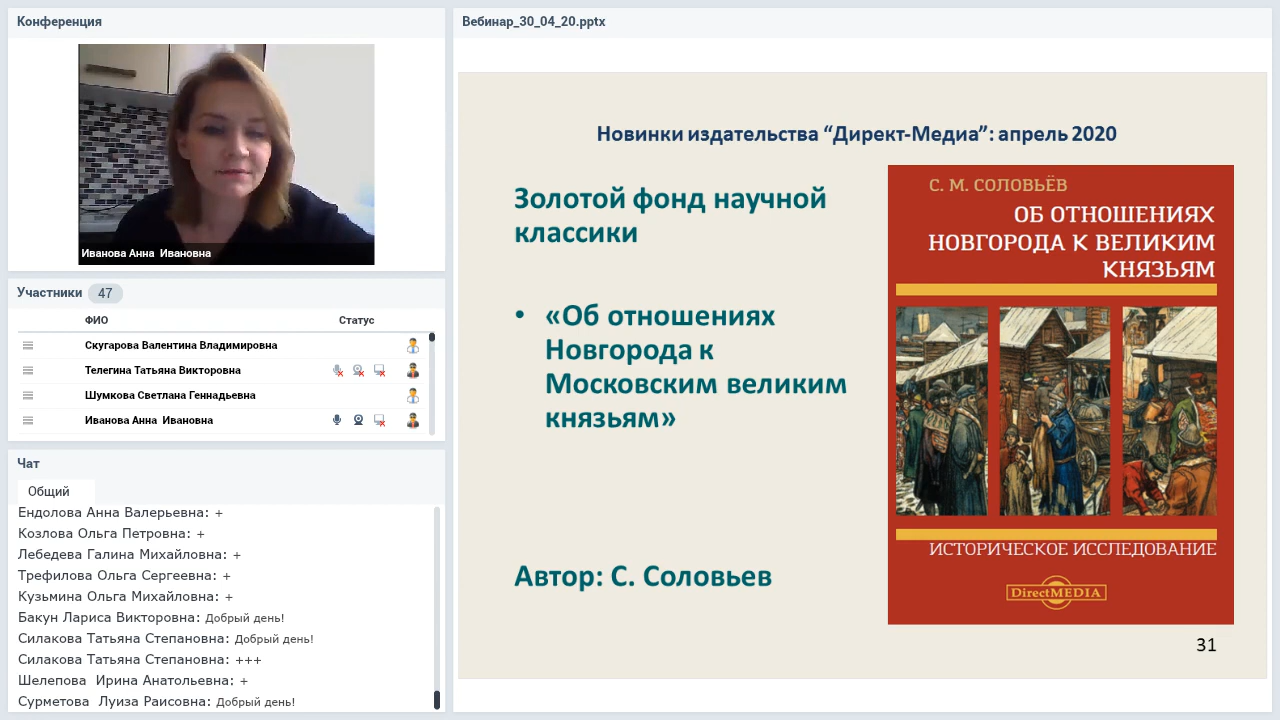 Конференция
Иванова Анна Ивановна
Участники 47
ФИО Статус
Скугарова Валентина Владимировна
Телегина Татьяна Викторовна
Шумкова Светлана Геннадьевна
Иванова Анна Ивановна
Чат
Общий
Ендолова Анна Валерьевна: +
Козлова Ольга Петровна: +
Лебедева Галина Михайловна: +
Трефилова Ольга Сергеевна: +
Кузьмина Ольга Михайловна: +
Бакун Лариса Викторовна: Добрый день!
Силакова Татьяна Степановна: Добрый день!
Силакова Татьяна Степановна: +++
Шелепова Ирина Анатольевна: +
Сурметова Луиза Раисовна: Добрый день!
Вебинар_30_04_20.pptx
Новинки издательства “Директ-Медиа”: апрель 2020
Золотой фонд научной
классики
• «Об отношениях
Новгорода к
Московским великим
князьям»
Автор: С. Соловьев
С. М. СОЛОВЬЁВ
ОБ ОТНОШЕНИЯХ
НОВГОРОДА К ВЕЛИКИМ
КНЯЗЬЯМ
ИСТОРИЧЕСКОЕ ИССЛЕДОВАНИЕ
DirectMEDIA
31